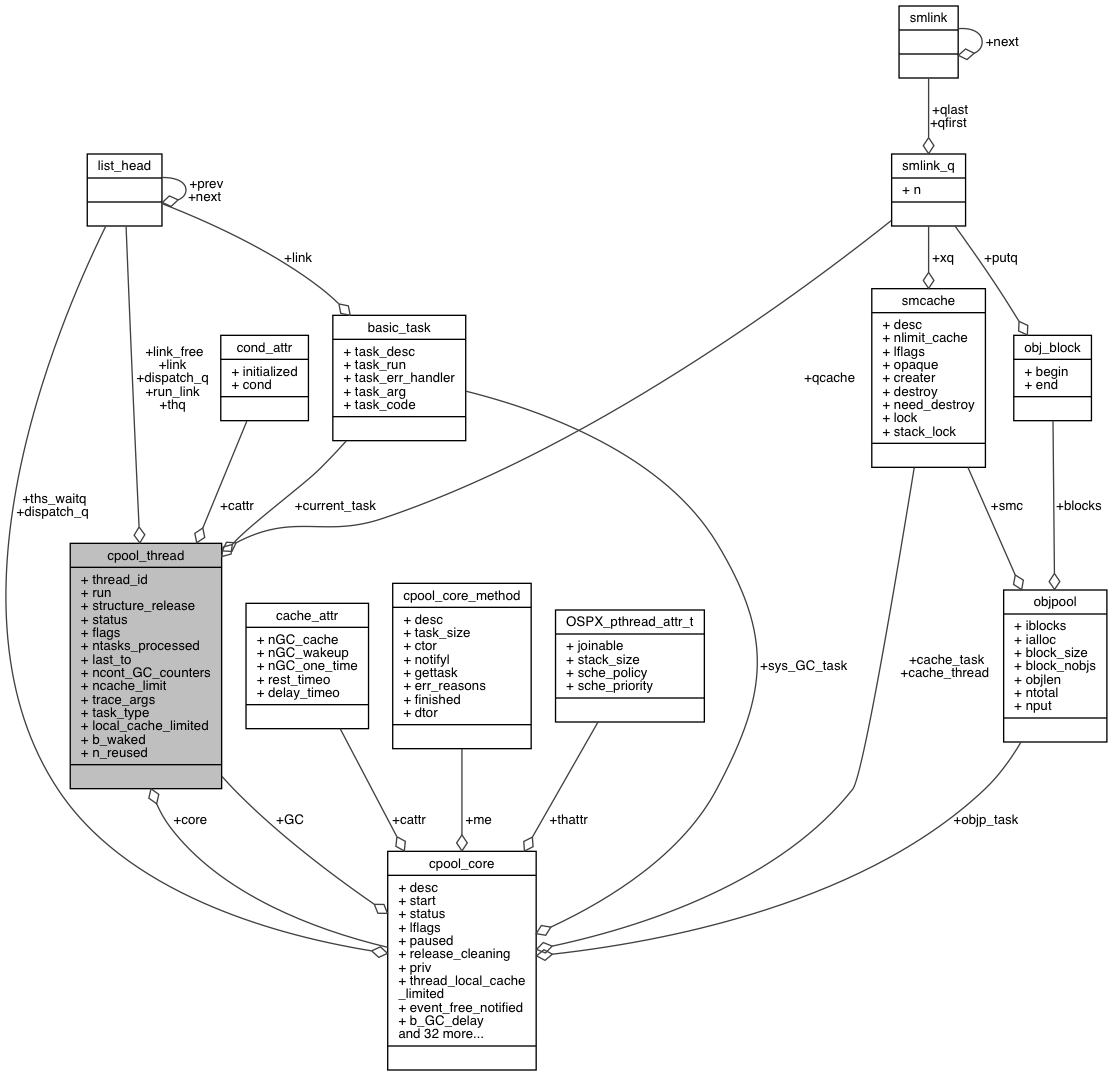 smlink
+next
+qlast
+qfirst
list_head
+prev
+next
smlink_q
+ n
+link
+xq
+putq
smcache
+ desc
+ nlimit_cache
+ lflags
+ opaque
+ creater
+ destroy
+ need_destroy
+ lock
+ stack_lock
basic_task
+ task_desc
+ task_run
+ task_err_handler
+ task_arg
+ task_code
cond_attr
+ initialized
+ cond
obj_block
+ begin
+ end
+link_free
+link
+dispatch_q
+run_link
+thq
+qcache
+ths_waitq
+dispatch_q
+cattr
+current_task
+smc
+blocks
cpool_thread
+ thread_id
+ run
+ structure_release
+ status
+ flags
+ ntasks_processed
+ last_to
+ ncont_GC_counters
+ ncache_limit
+ trace_args
+ task_type
+ local_cache_limited
+ b_waked
+ n_reused
cache_attr
+ nGC_cache
+ nGC_wakeup
+ nGC_one_time
+ rest_timeo
+ delay_timeo
cpool_core_method
+ desc
+ task_size
+ ctor
+ notifyl
+ gettask
+ err_reasons
+ finished
+ dtor
OSPX_pthread_attr_t
+ joinable
+ stack_size
+ sche_policy
+ sche_priority
objpool
+ iblocks
+ ialloc
+ block_size
+ block_nobjs
+ objlen
+ ntotal
+ nput
+sys_GC_task
+cache_task
+cache_thread
+core
+GC
+cattr
+me
+thattr
+objp_task
cpool_core
+ desc
+ start
+ status
+ lflags
+ paused
+ release_cleaning
+ priv
+ thread_local_cache
_limited
+ event_free_notified
+ b_GC_delay
and 32 more...